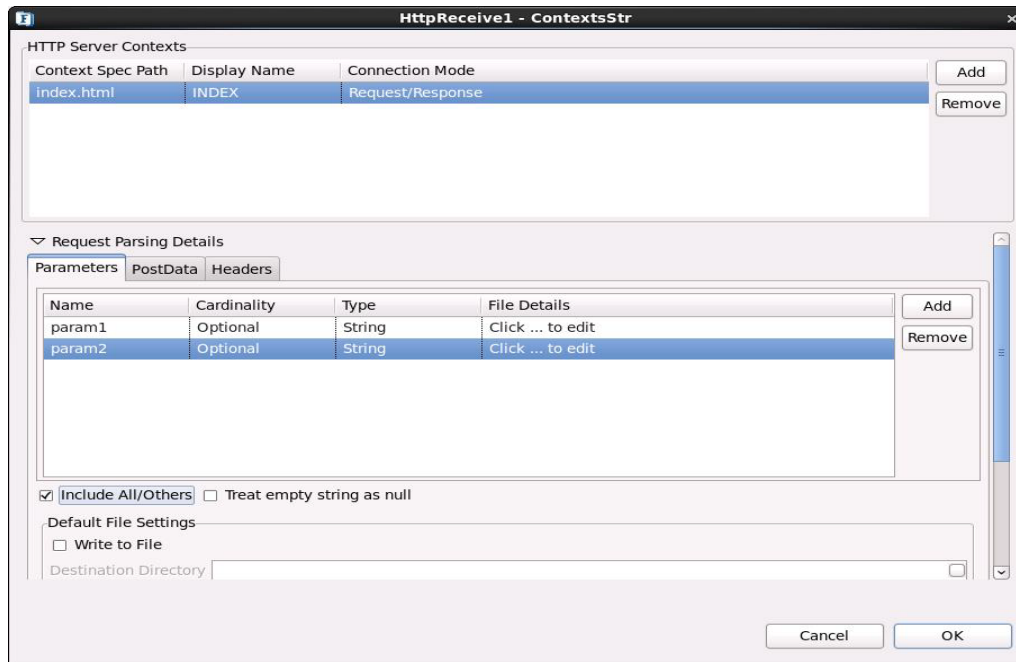 HttpReceive1 - ContextsStr
HTTP Server Contexts
Context Spec Path Display Name Connection Mode
index.html INDEX Request/Response
Add
Remove
Request Parsing Details
Parameters PostData Headers
Name Cardinality Type File Details
param1 Optional String Click ... to edit
param2 Optional String Click ... to edit
Add
Remove
Include All/Others Treat empty string as null
Default File Settings
Write to File
Destination Directory
Cancel OK